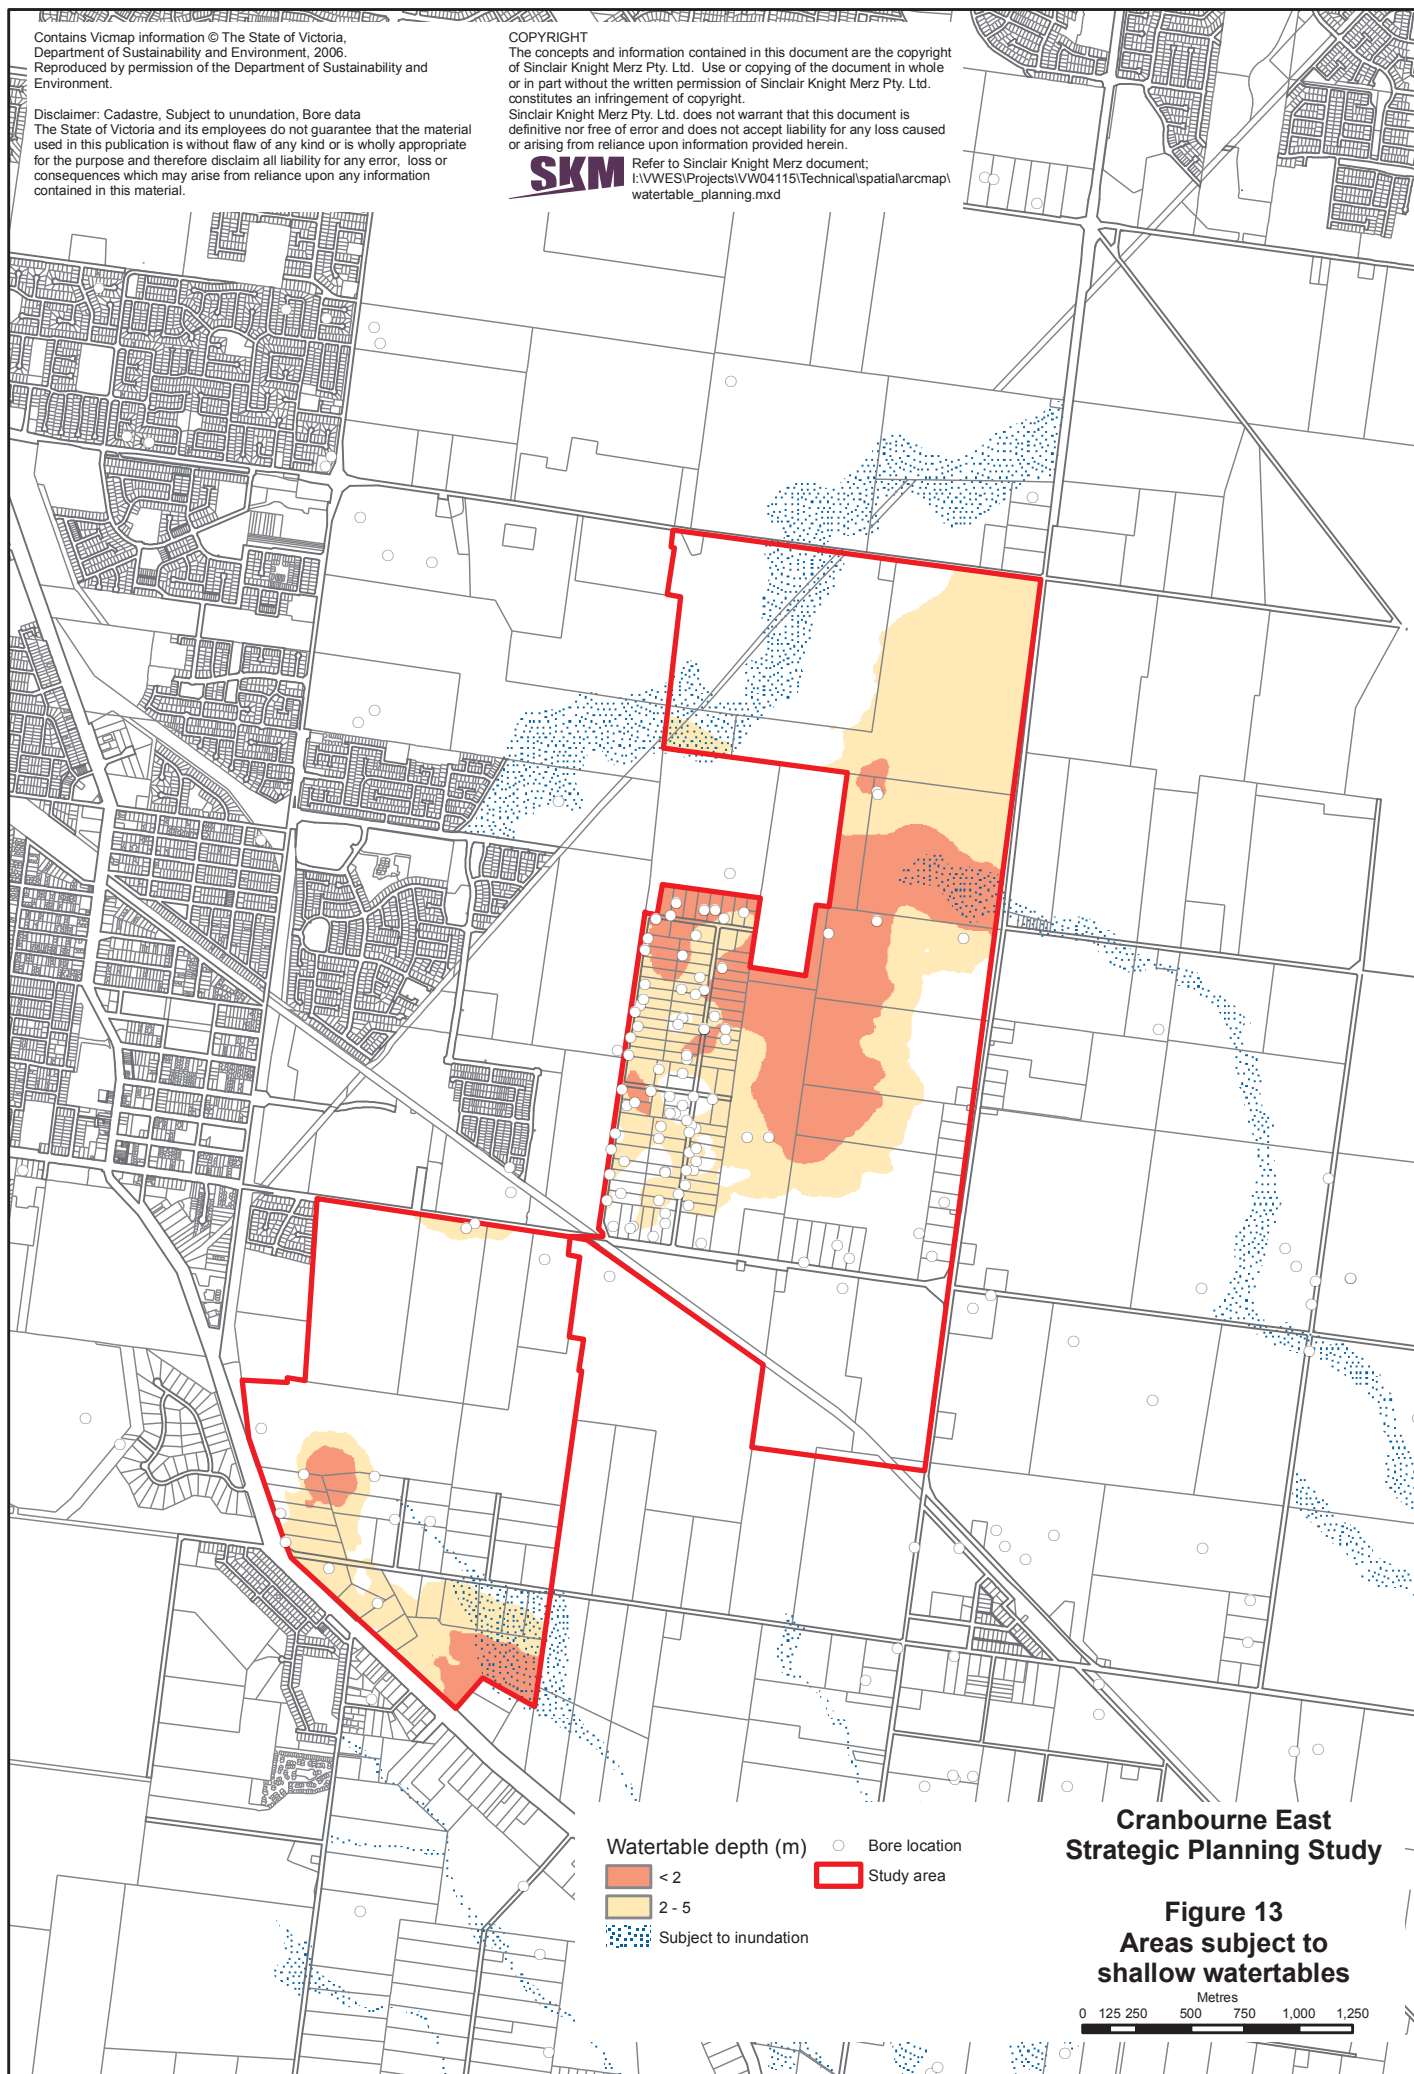 Contains Vicmap information © The State of Victoria,
Department of Sustainability and Environment, 2006.
Reproduced by permission of the Department of Sustainability and
Environment.
Disclaimer: Cadastre, Subject to unundation, Bore data
The State of Victoria and its employees do not guarantee that the material
used in this publication is without flaw of any kind or is wholly appropriate
for the purpose and therefore disclaim all liability for any error, loss or
consequences which may arise from reliance upon any information
contained in this material.
COPYRIGHT
The concepts and information contained in this document are the copyright
of Sinclair Knight Merz Pty. Ltd. Use or copying of the document in whole
or in part without the written permission of Sinclair Knight Merz Pty. Ltd.
constitutes an infringement of copyright.
Sinclair Knight Merz Pty. Ltd. does not warrant that this document is
definitive nor free of error and does not accept liability for any loss caused
or arising from reliance upon information provided herein.
SKM
Refer to Sinclair Knight Merz document;
I:\VWES\Projects\VW04115\Technical\spatial\arcmap\
watertable_planning.mxd
Watertable depth (m)
< 2
2 - 5
Subject to inundation
Bore location
Study area
Cranbourne East
Strategic Planning Study
Figure 13
Areas subject to
shallow watertables
Metres
0 125 250 500 750 1,000 1,250